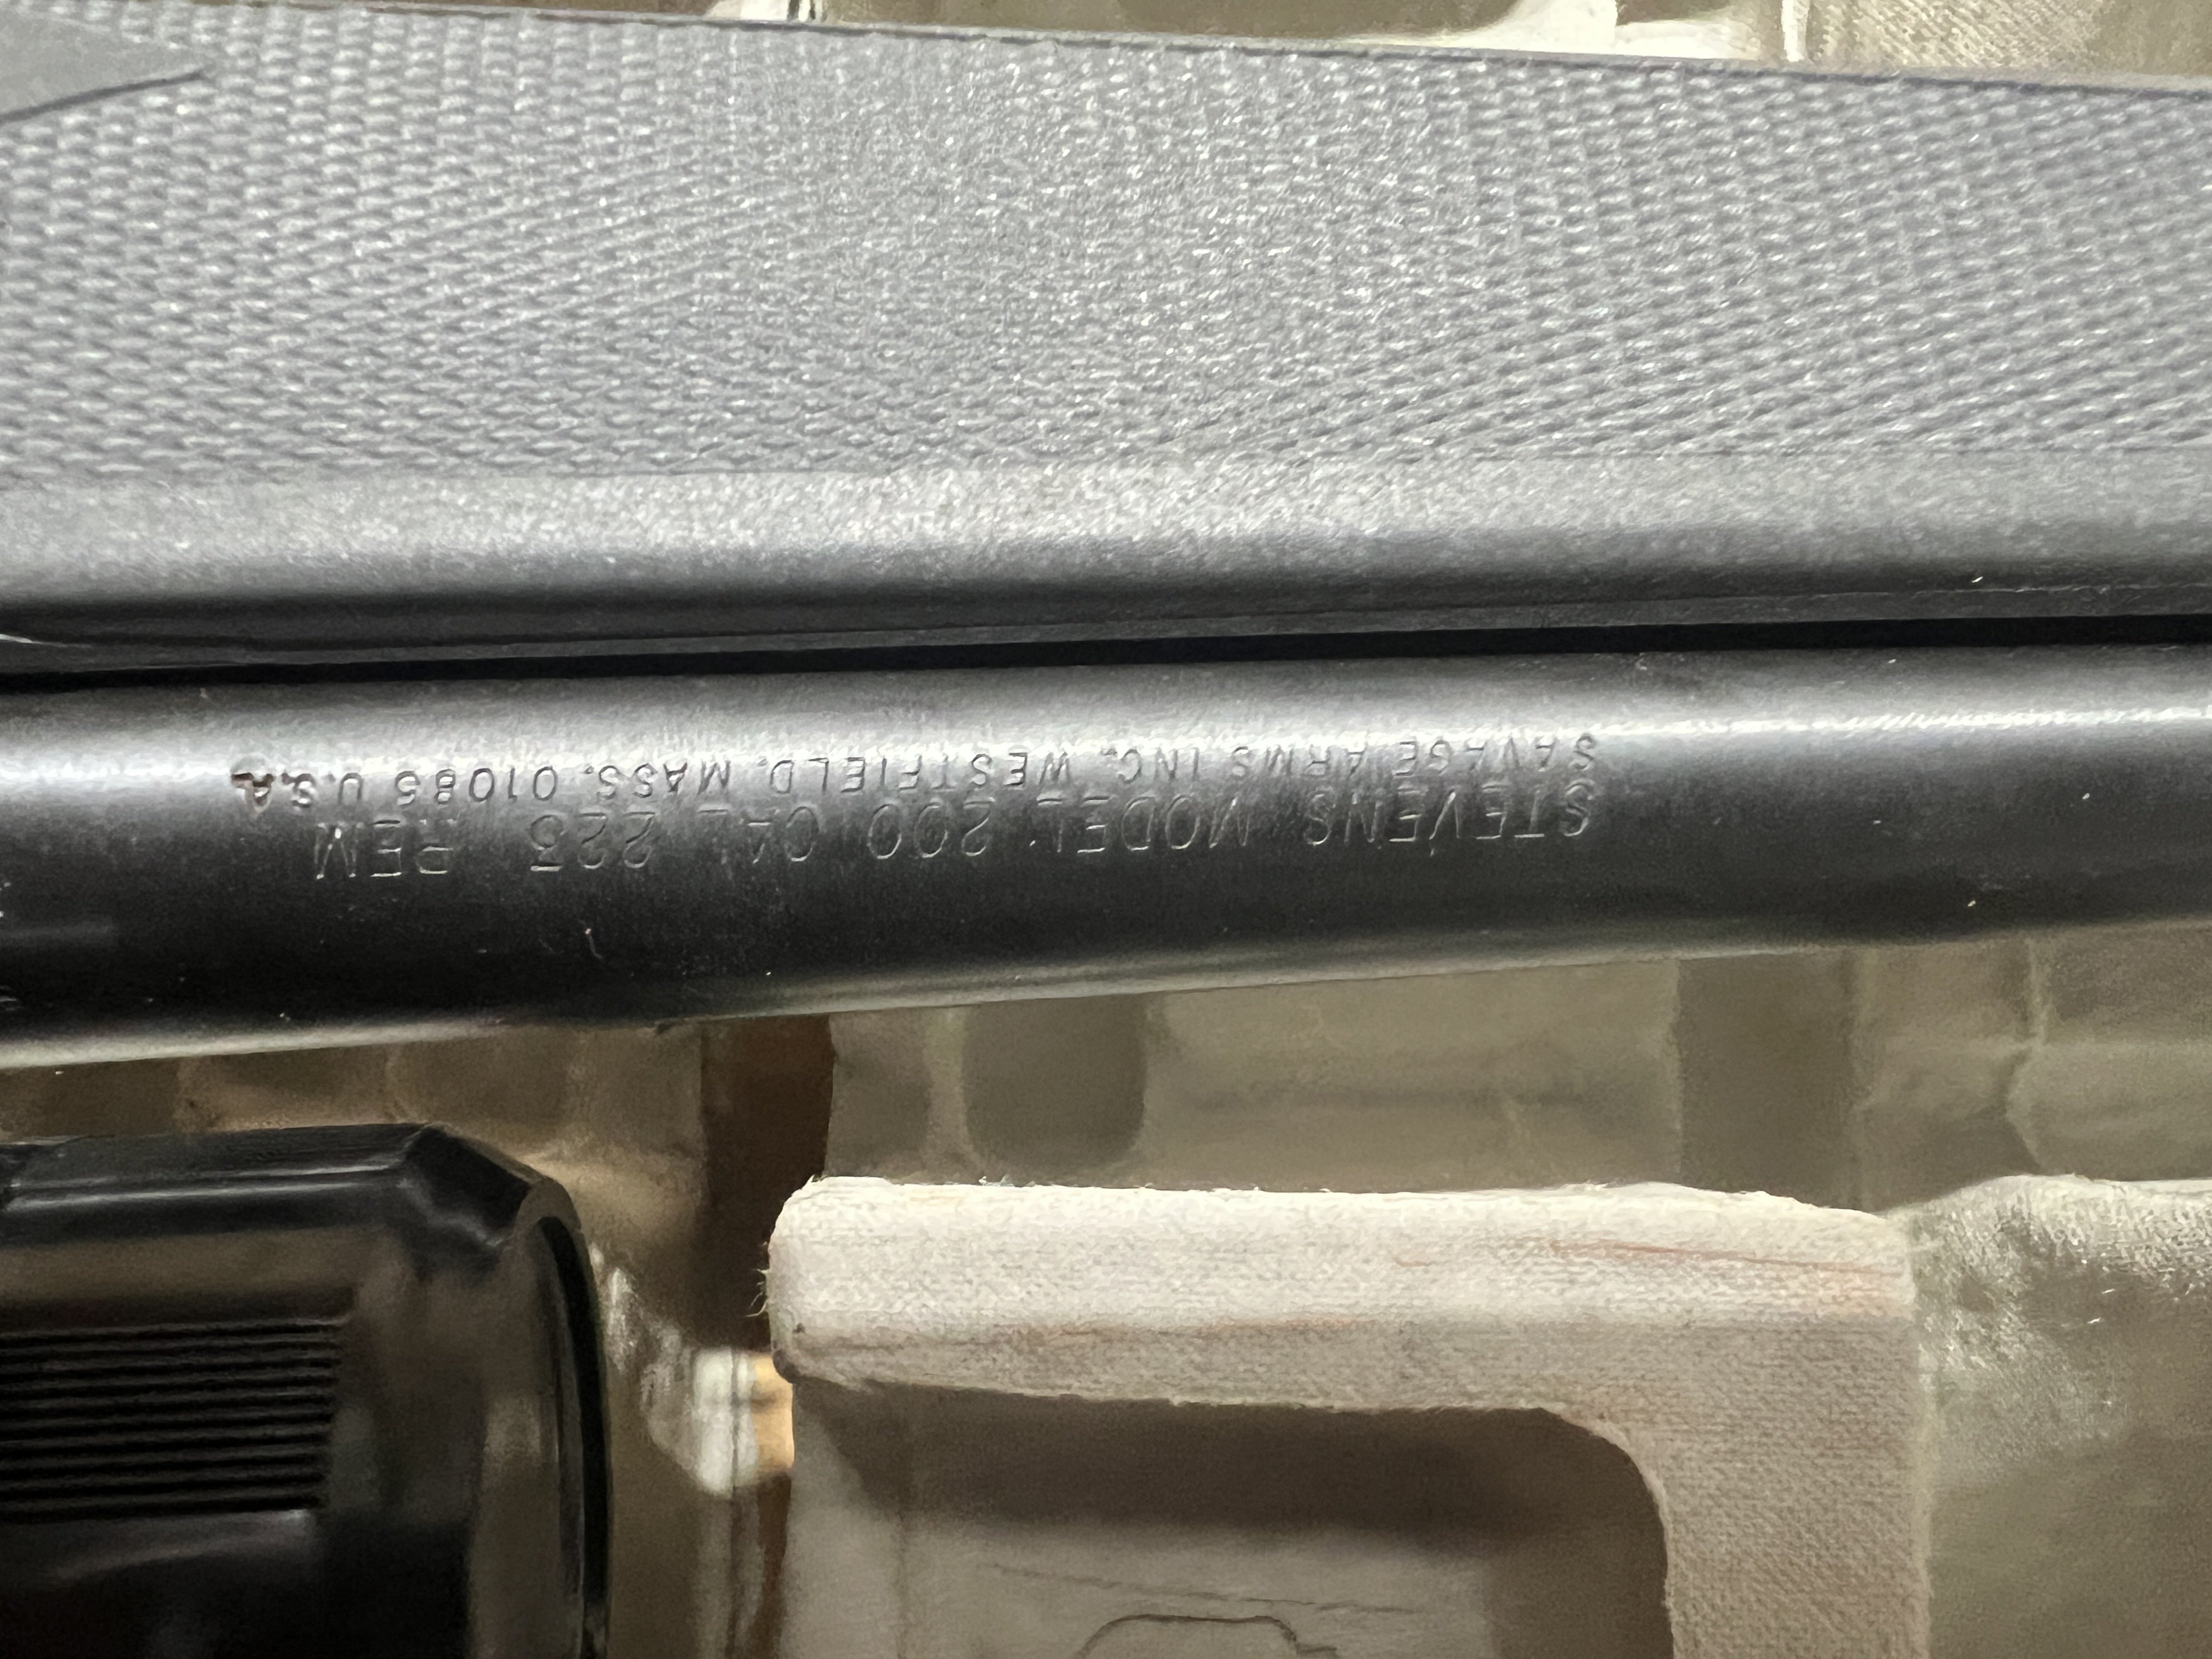 STEVENS MODEL 200 CAL 223 REM
SAVAGE ARMS INC. WESTFIELD, MASS. 01085 U.S.A.